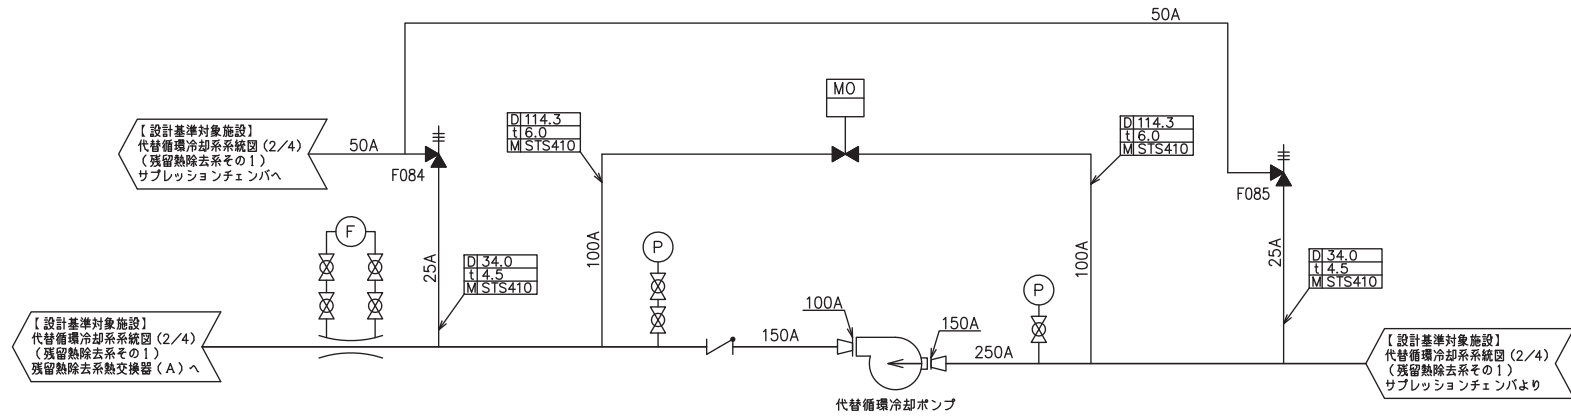 50A
MO
【設計基準対象施設】
代替循環冷却系系統図(2/4)
(残留熱除去系その1)
サプレッションチェンバへ
50A
F084
D 114.3
t 6.0
M STS410
D 114.3
t 6.0
M STS410
F085
F
25A
D 34.0
t 4.5
M STS410
100A
P
100A
P
25A
D 34.0
t 4.5
M STS410
【設計基準対象施設】
代替循環冷却系系統図(2/4)
(残留熱除去系その1)
残留熱除去系熱交換器(A)へ
150A
100A
150A
250A
代替循環冷却ポンプ
【設計基準対象施設】
代替循環冷却系系統図(2/4)
(残留熱除去系その1)
サプレッションチェンバより